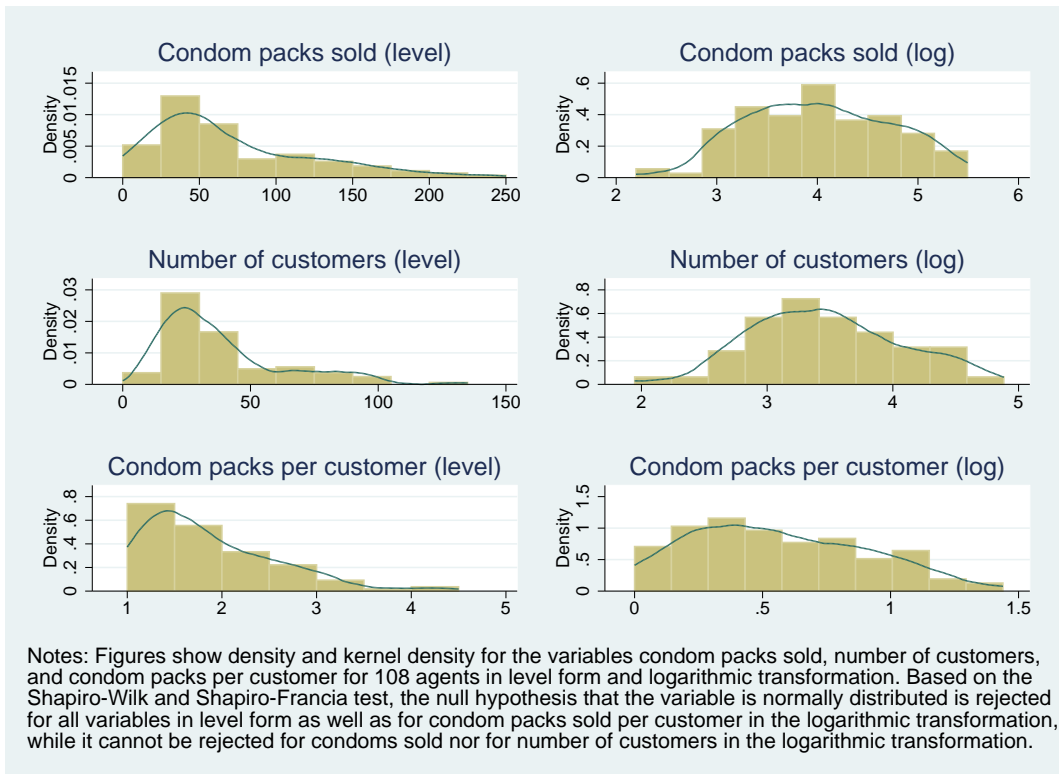 Condom packs sold (level)
Density
0 .005 .01 .015
0 50 100 150 200 250
Condom packs sold (log)
Density
0 .2 .4 .6
2 3 4 5 6
Number of customers (level)
Density
0 .01 .02 .03
0 50 100 150
Number of customers (log)
Density
0 .2 .4 .6 .8
2 3 4 5
Condom packs per customer (level)
Density
0 .2 .4 .6 .8
1 2 3 4 5
Condom packs per customer (log)
Density
0 .5 1 1.5
0 .5 1 1.5
Notes: Figures show density and kernel density for the variables condom packs sold, number of customers,
and condom packs per customer for 108 agents in level form and logarithmic transformation. Based on the
Shapiro-Wilk and Shapiro-Francia test, the null hypothesis that the variable is normally distributed is rejected
for all variables in level form as well as for condom packs sold per customer in the logarithmic transformation,
while it cannot be rejected for condoms sold nor for number of customers in the logarithmic transformation.